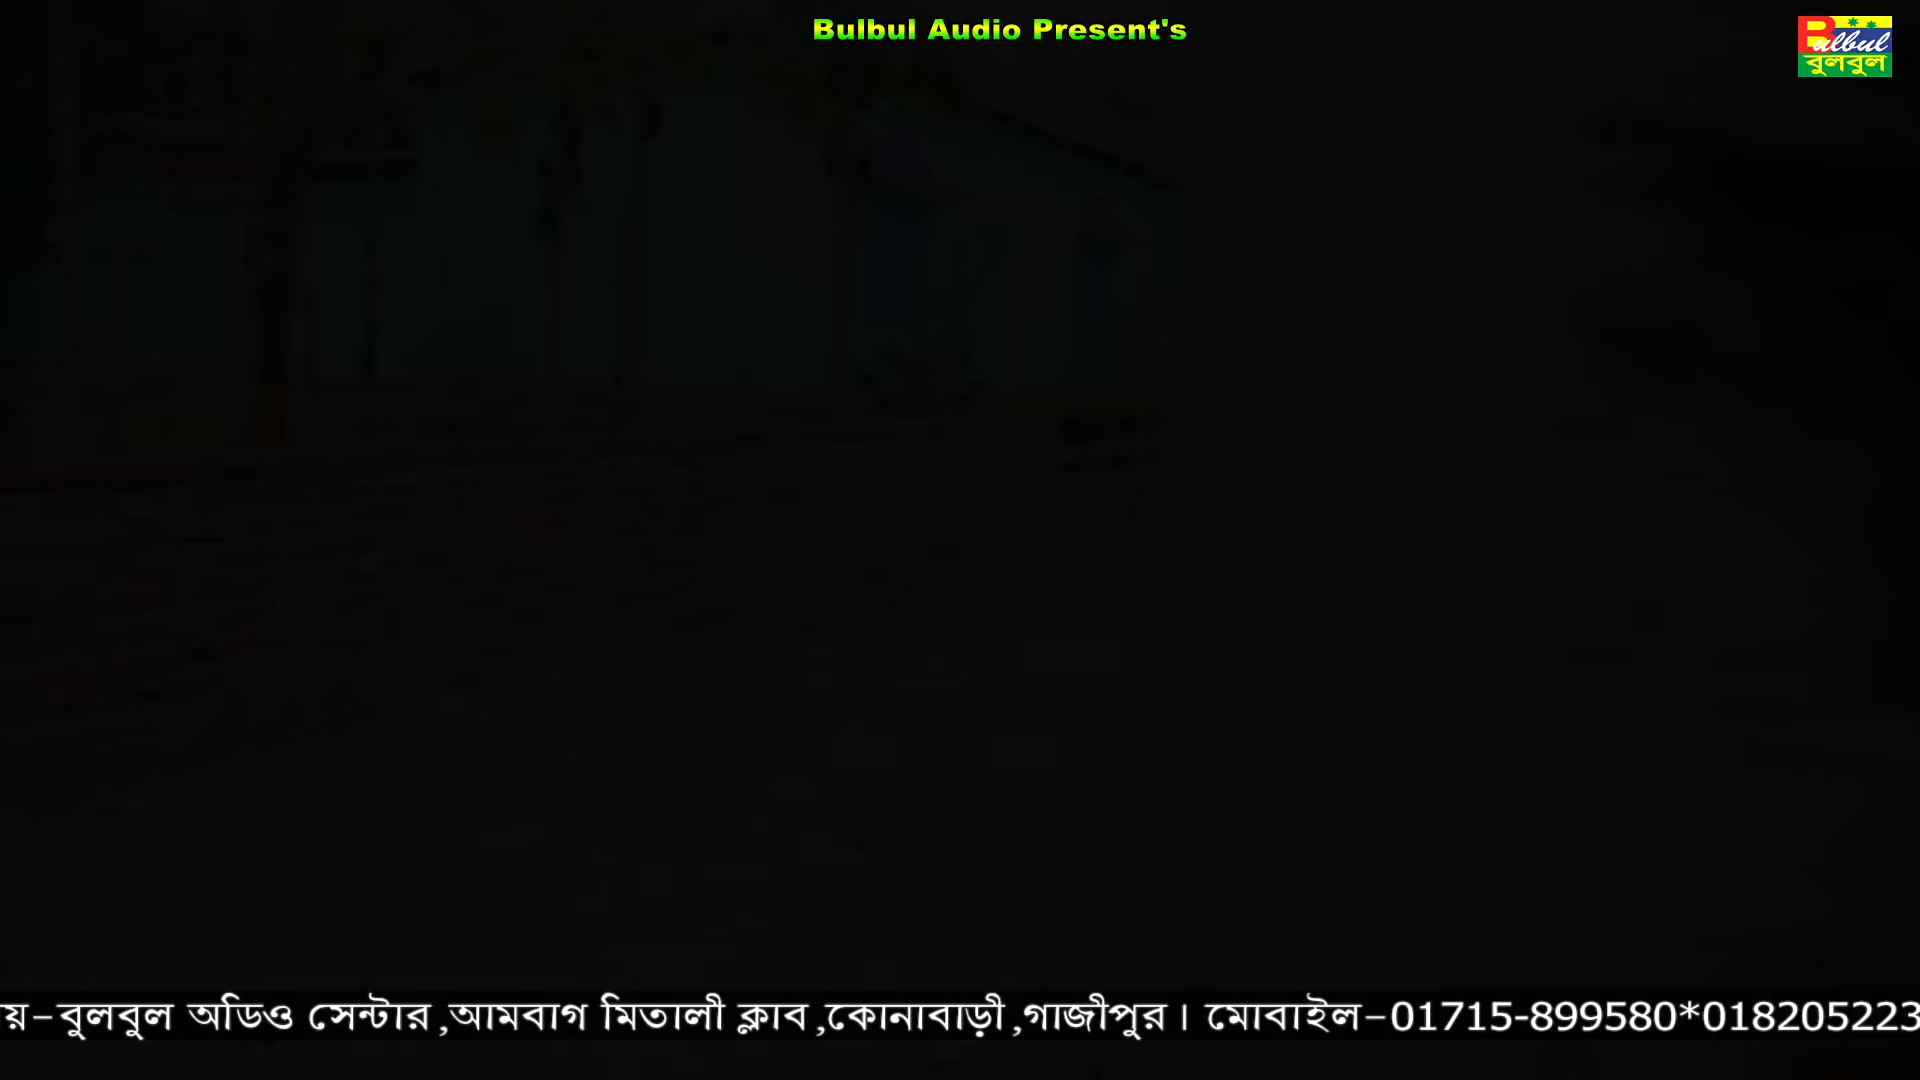 Bulbul Audio Present's
Bulbul
বুলবুল
য়-বুলবুল অডিও সেন্টার,আমবাগ মিতালী ক্লাব,কোনাবাড়ী,গাজীপুর। মোবাইল-01715-899580*018205223